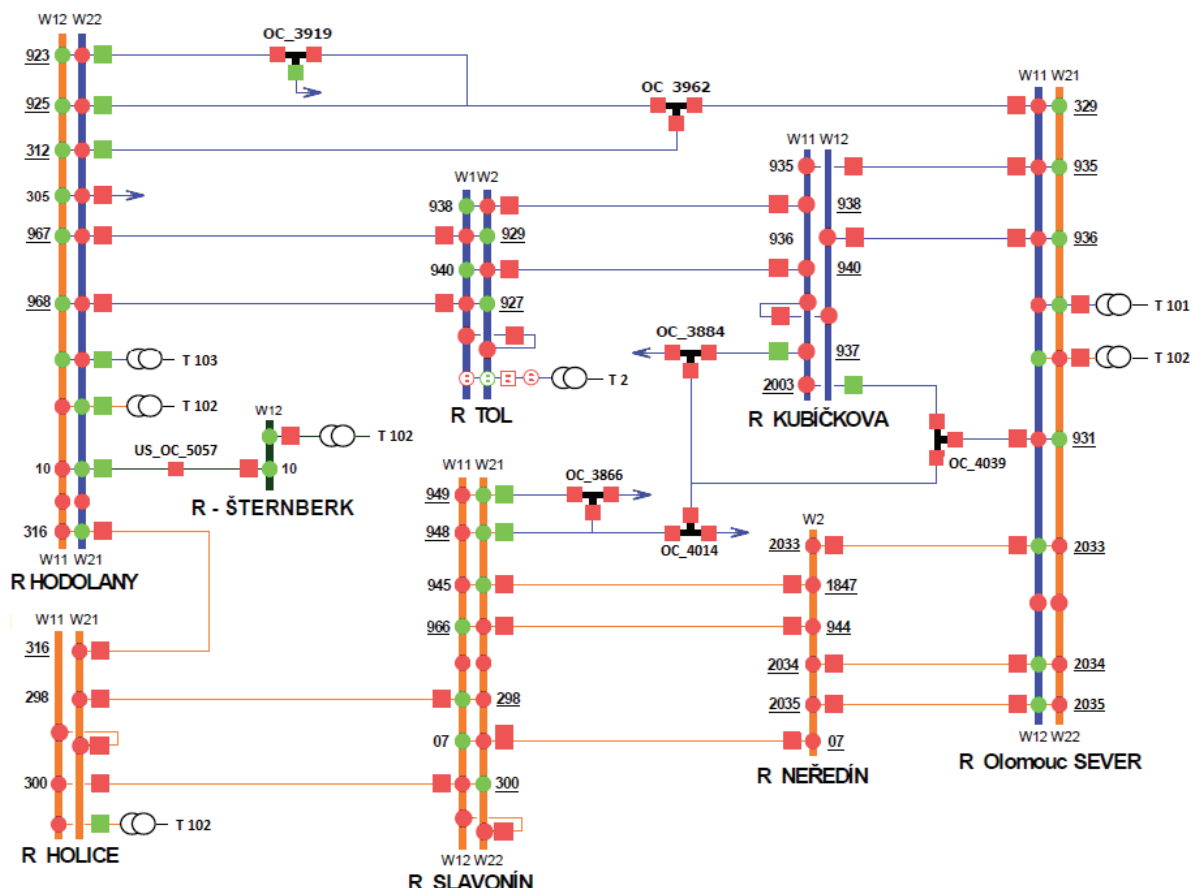 W12 W22
923
925
312
305
967
968
T 103
T 102
10
316
W11 W21
R HODOLANY
OC_3919
OC_3962
US_OC_5057
W12
T 102
10
R - ŠTERNBERK
W1 W2
938
929
940
927
T 2
R TOL
W11 W12
935
938
936
940
937
2003
R KUBÍČKOVA
OC_3884
OC_4039
OC_3866
OC_4014
W11 W21
329
935
936
T 101
T 102
931
2033
2034
2035
W12 W22
R Olomouc SEVER
W11 W21
316
298
300
T 102
R HOLICE
W11 W21
949
948
945
966
298
07
300
W12 W22
R SLAVONÍN
W2
2033
1847
944
2034
2035
07
R NEŘEDÍN